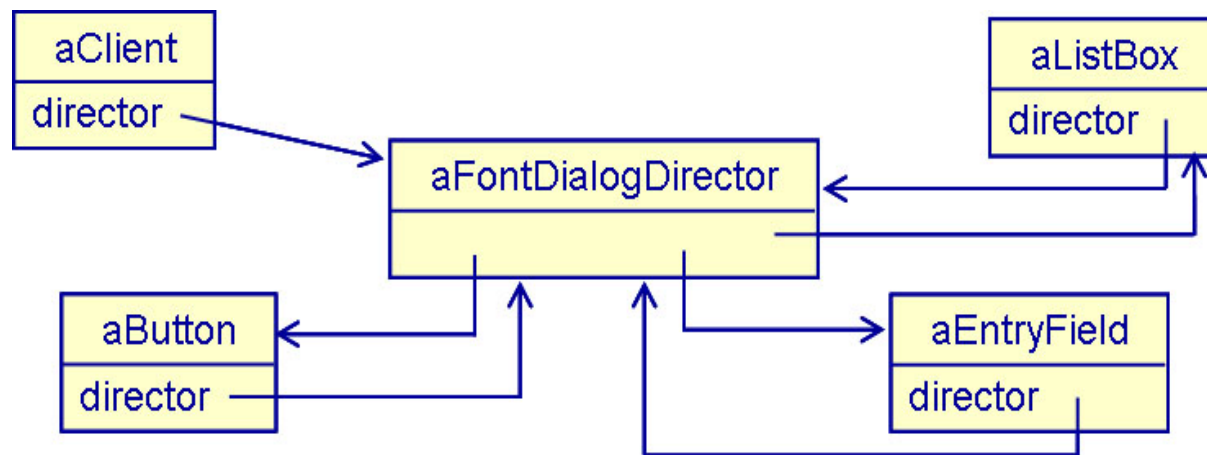 aClient
director
aListBox
director
aFontDialogDirector
aButton
director
aEntryField
director